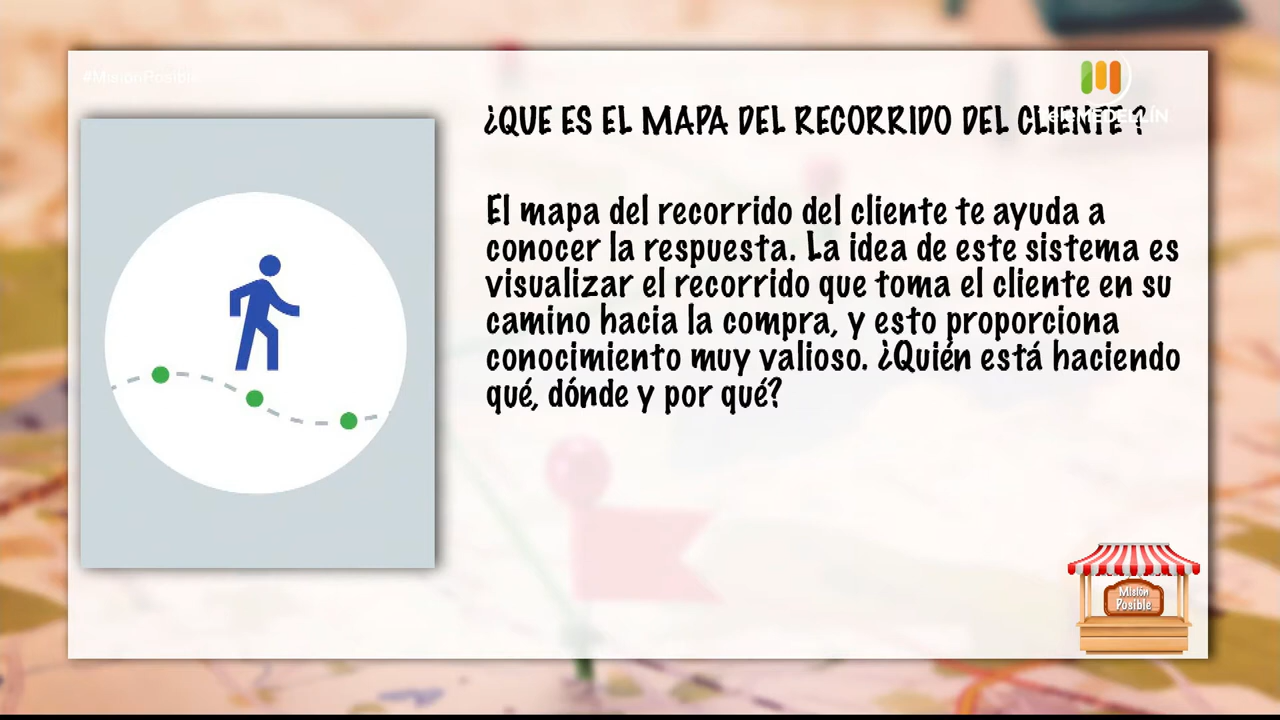 #MisiónPosible
¿QUE ES EL MAPA DEL RECORRIDO DEL CLIENTE ?
teleMEDELLÍN
El mapa del recorrido del cliente te ayuda a
conocer la respuesta. La idea de este sistema es
visualizar el recorrido que toma el cliente en su
camino hacia la compra, y esto proporciona
conocimiento muy valioso. ¿Quién está haciendo
qué, dónde y por qué?
Misión
Posible